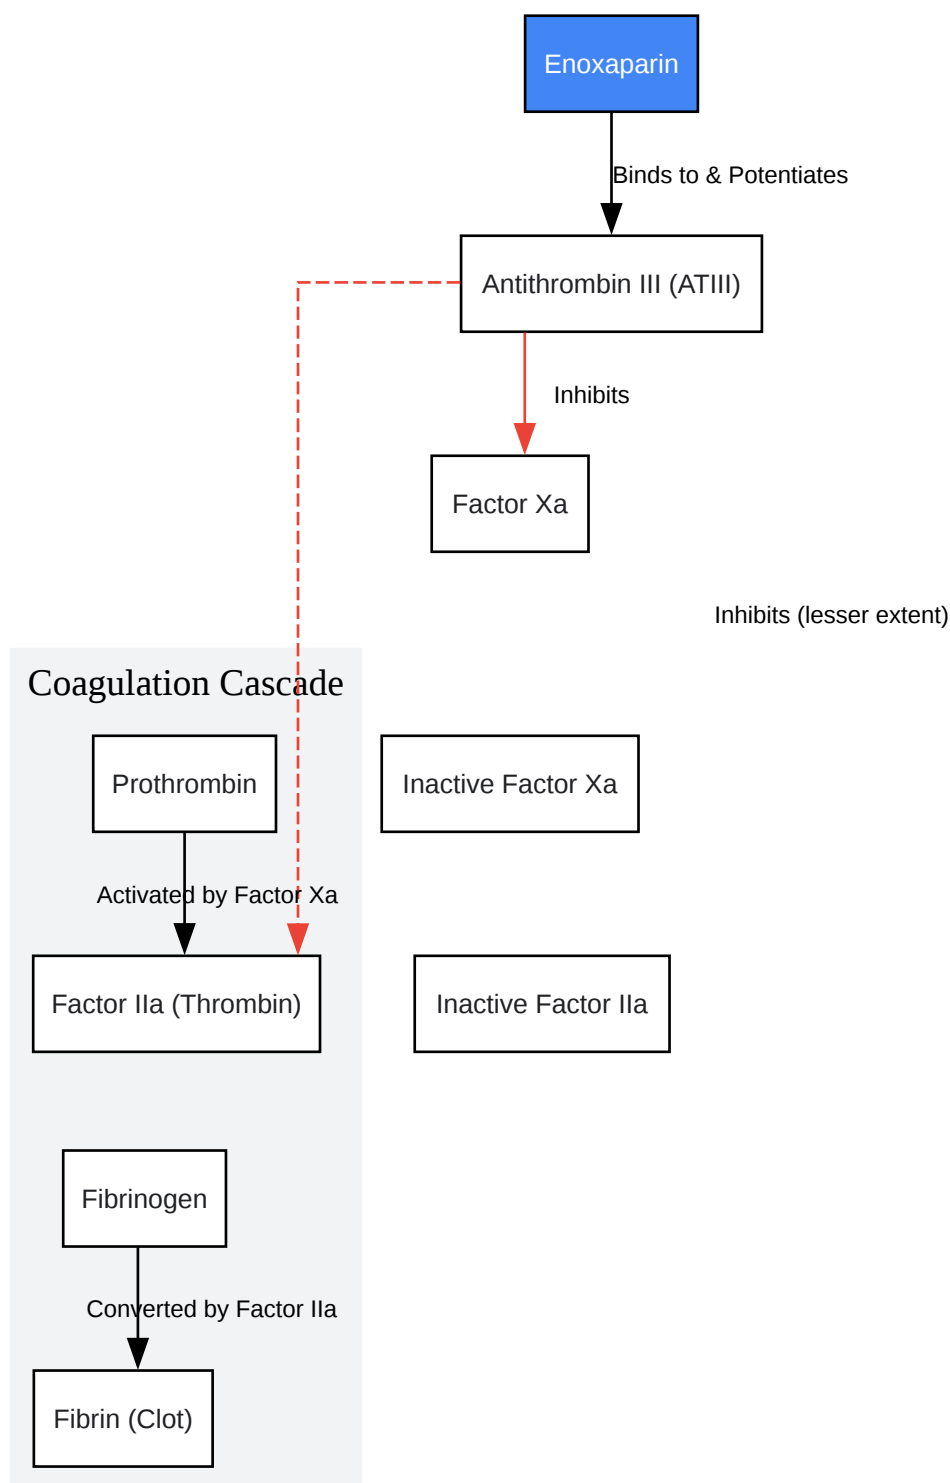 Enoxaparin
Binds to & Potentiates
Antithrombin III (ATIII)
Inhibits
Factor Xa
Inhibits (lesser extent)
Coagulation Cascade
Prothrombin
Inactive Factor Xa
Activated by Factor Xa
Factor IIa (Thrombin)
Inactive Factor IIa
Fibrinogen
Converted by Factor IIa
Fibrin (Clot)